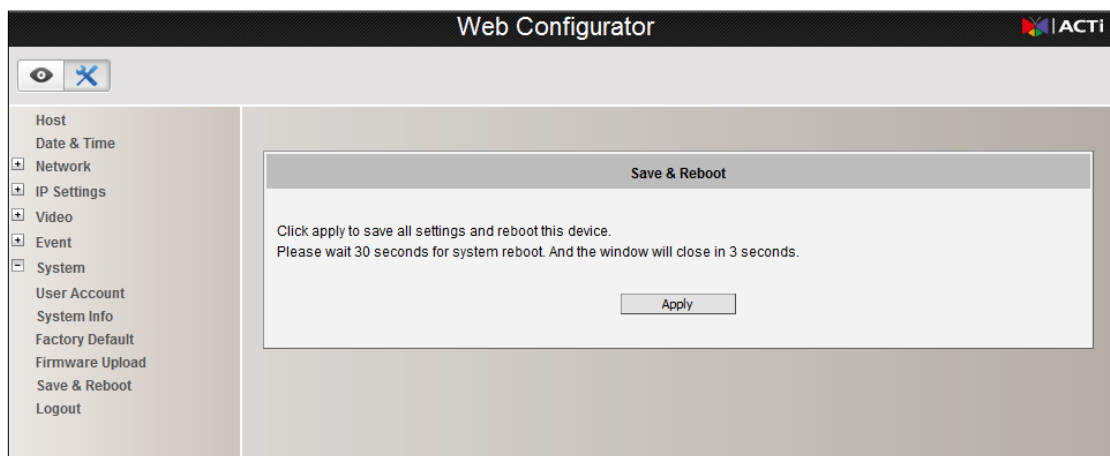 Web Configurator
ACTi
Host
Date & Time
Network
IP Settings
Video
Event
System
User Account
System Info
Factory Default
Firmware Upload
Save & Reboot
Logout
Save & Reboot
Click apply to save all settings and reboot this device.
Please wait 30 seconds for system reboot. And the window will close in 3 seconds.
Apply